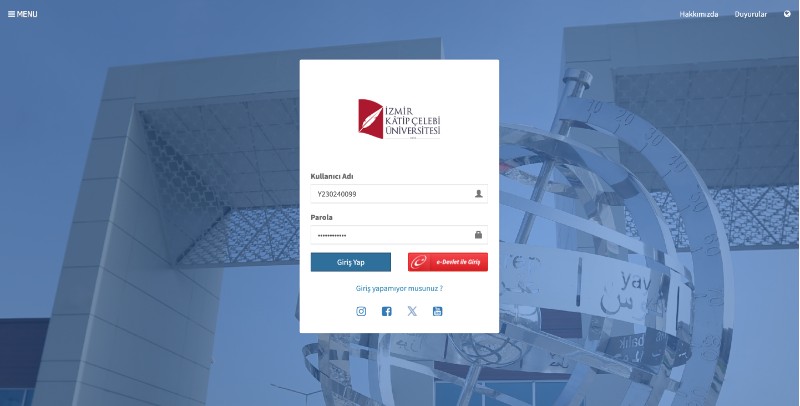 MENU
Hakkımızda
Duyurular
İZMİR
KÂTİP ÇELEBİ
ÜNİVERSİTESİ
Kullanıcı Adı
Y230240099
Parola
Giriş Yap
e-Devlet ile Giriş
Giriş yapamıyor musunuz ?
yav